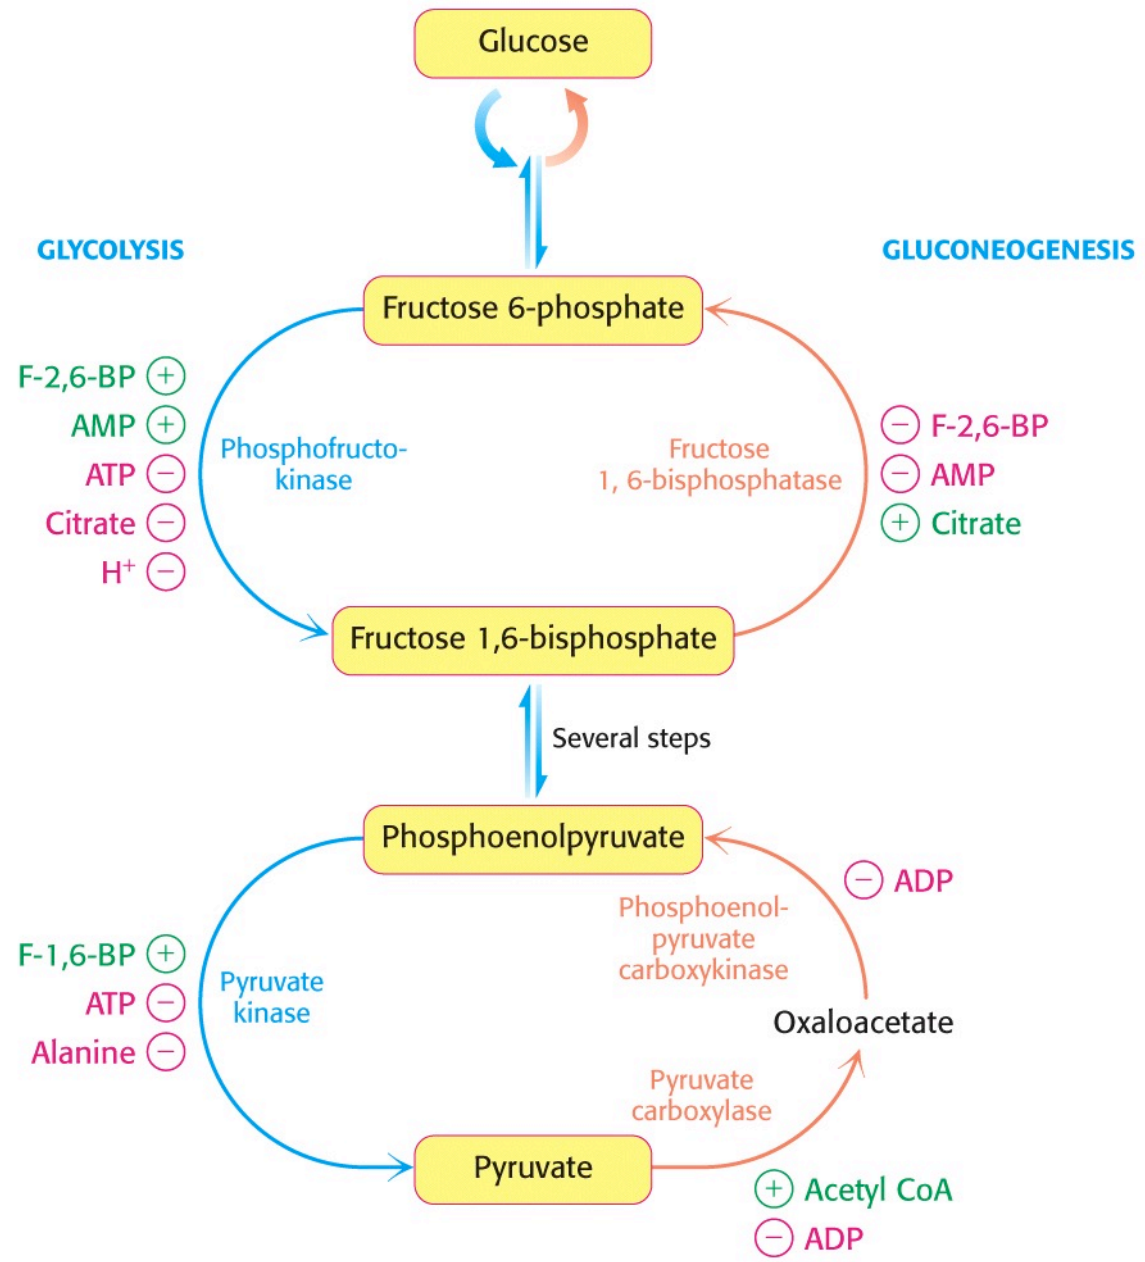 Glucose
GLYCOLYSIS
GLUCONEOGENESIS
Fructose 6-phosphate
F-2,6-BP +
AMP +
ATP −
Citrate −
H⁺ −
Phosphofructo-
kinase
Fructose
1, 6-bisphosphatase
− F-2,6-BP
− AMP
+ Citrate
Fructose 1,6-bisphosphate
Several steps
Phosphoenolpyruvate
F-1,6-BP +
ATP −
Alanine −
Pyruvate
kinase
Phosphoenol-
pyruvate
carboxykinase
− ADP
Oxaloacetate
Pyruvate
carboxylase
Pyruvate
+ Acetyl CoA
− ADP